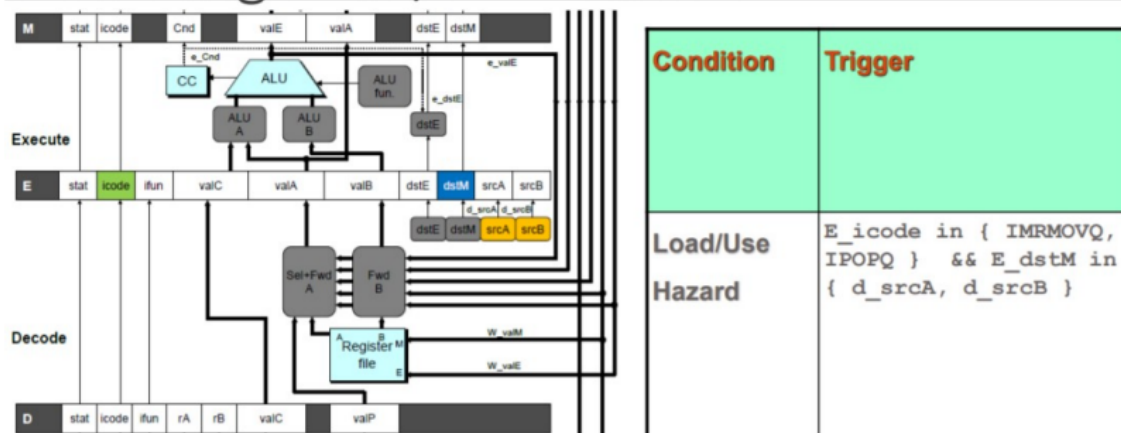 M stat icode Cnd valE valA dstE dstM
e_Cnd
e_valE
CC
ALU
ALU
fun.
e_dstE
ALU
A
ALU
B
dstE
Execute
E stat icode ifun valC valA valB dstE dstM srcA srcB
d_srcA d_srcB
dstE dstM srcA srcB
Sel+Fwd
A
Fwd
B
Decode
A B M
Register
file
E
W_valM
W_valE
D stat icode ifun rA rB valC valP
Condition
Trigger
Load/Use
Hazard
E_icode in { IMRMOVQ,
IPOPQ } && E_dstM in
{ d_srcA, d_srcB }